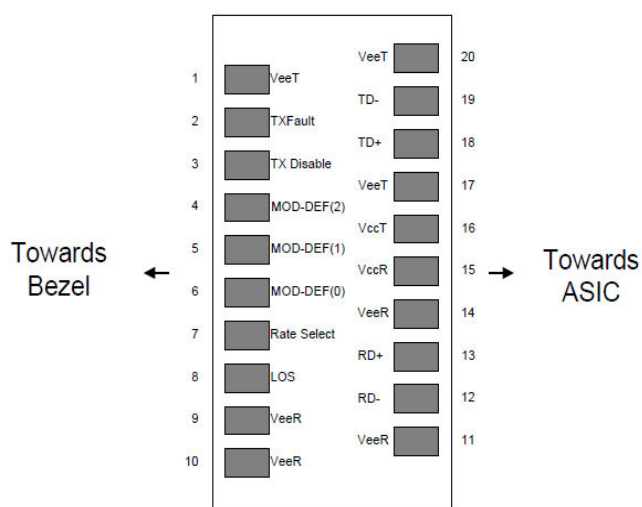 VeeT 20
1 VeeT
TD- 19
2 TXFault
TD+ 18
3 TX Disable
VeeT 17
4 MOD-DEF(2)
VccT 16
5 MOD-DEF(1)
Towards
Bezel
VccR 15
Towards
ASIC
6 MOD-DEF(0)
VeeR 14
7 Rate Select
RD+ 13
8 LOS
RD- 12
9 VeeR
VeeR 11
10 VeeR